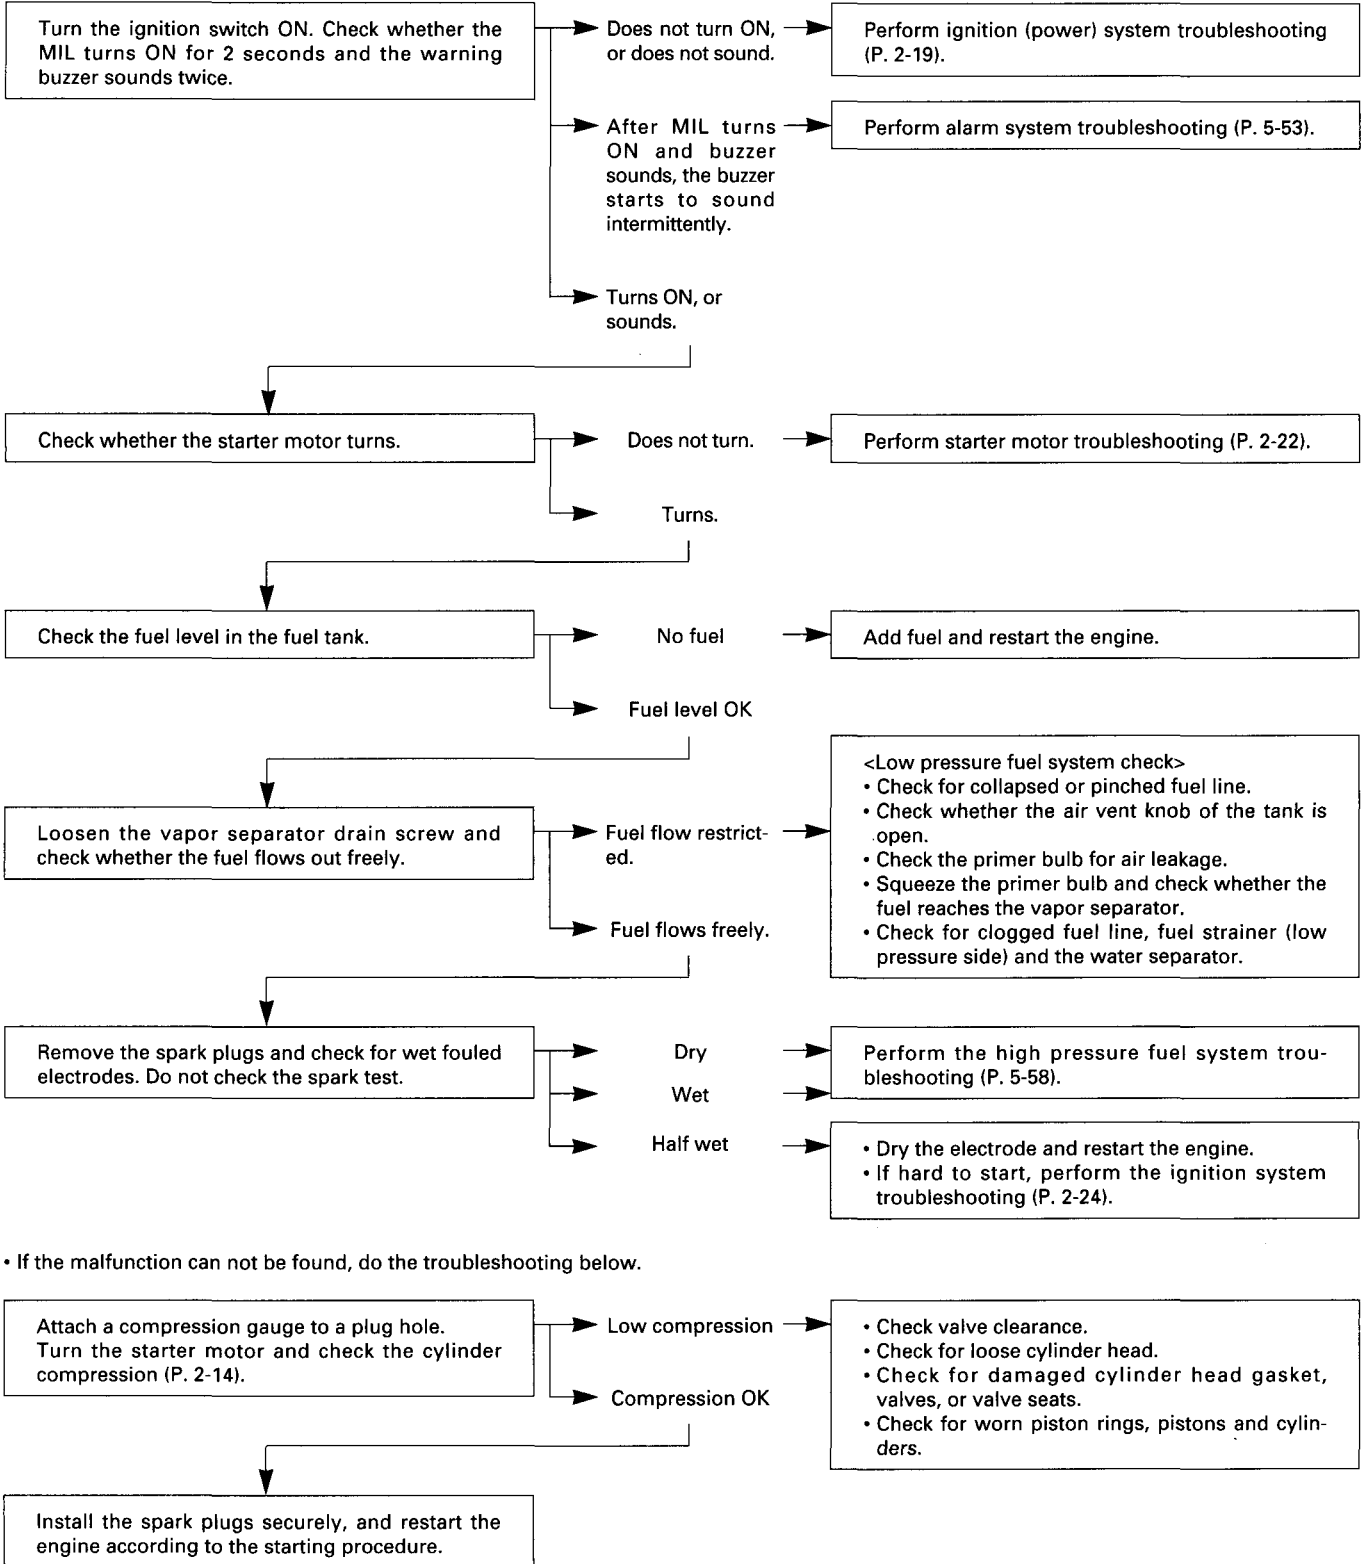 Turn the ignition switch ON. Check whether the
MIL turns ON for 2 seconds and the warning
buzzer sounds twice.
Does not turn ON,
or does not sound.
Perform ignition (power) system troubleshooting
(P. 2-19).
After MIL turns
ON and buzzer
sounds, the buzzer
starts to sound
intermittently.
Perform alarm system troubleshooting (P. 5-53).
Turns ON, or
sounds.
Check whether the starter motor turns.
Does not turn.
Perform starter motor troubleshooting (P. 2-22).
Turns.
Check the fuel level in the fuel tank.
No fuel
Add fuel and restart the engine.
Fuel level OK
Loosen the vapor separator drain screw and
check whether the fuel flows out freely.
Fuel flow restrict-
ed.
<Low pressure fuel system check>
• Check for collapsed or pinched fuel line.
• Check whether the air vent knob of the tank is
open.
• Check the primer bulb for air leakage.
• Squeeze the primer bulb and check whether the
fuel reaches the vapor separator.
• Check for clogged fuel line, fuel strainer (low
pressure side) and the water separator.
Fuel flows freely.
Remove the spark plugs and check for wet fouled
electrodes. Do not check the spark test.
Dry
Wet
Perform the high pressure fuel system trou-
bleshooting (P. 5-58).
Half wet
• Dry the electrode and restart the engine.
• If hard to start, perform the ignition system
troubleshooting (P. 2-24).
• If the malfunction can not be found, do the troubleshooting below.
Attach a compression gauge to a plug hole.
Turn the starter motor and check the cylinder
compression (P. 2-14).
Low compression
• Check valve clearance.
• Check for loose cylinder head.
• Check for damaged cylinder head gasket,
valves, or valve seats.
• Check for worn piston rings, pistons and cylin-
ders.
Compression OK
Install the spark plugs securely, and restart the
engine according to the starting procedure.